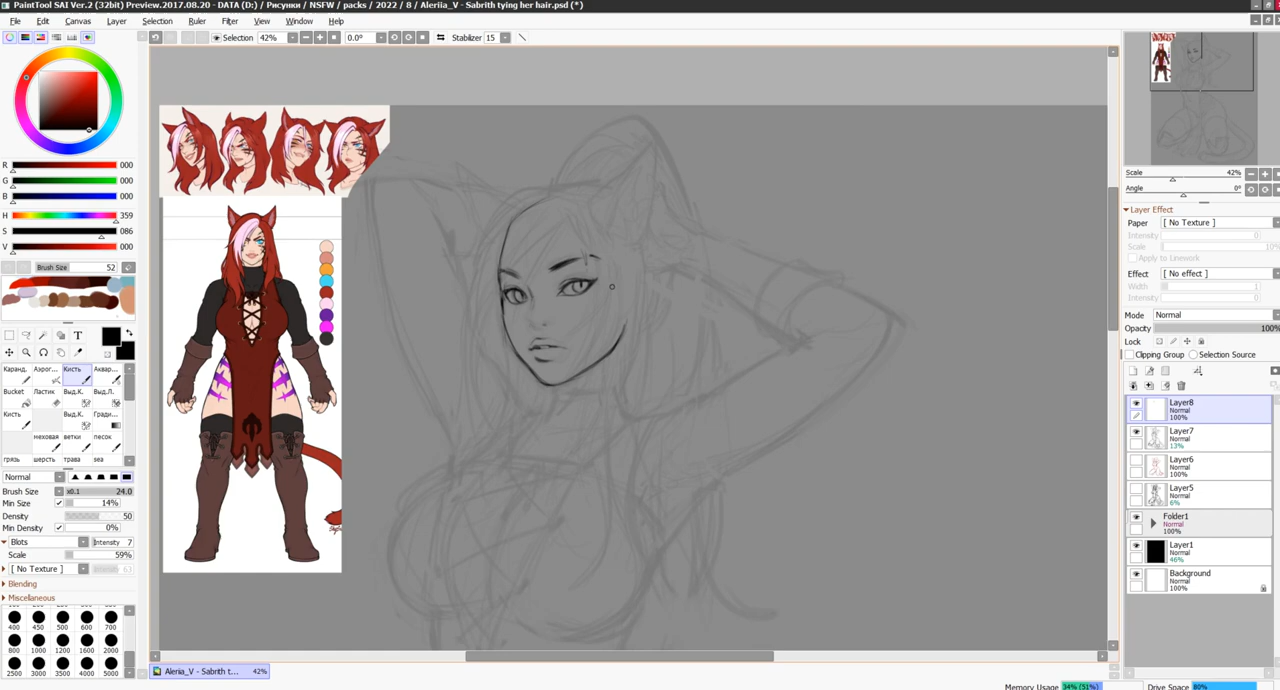 PaintTool SAI Ver.2 (32bit) Preview.2017.08.20 - DATA (D:) / Рисунки / NSFW / packs / 2022 / 8 / Aleriia_V - Sabrith tying her hair.psd (*)
File Edit Canvas Layer Selection Ruler Filter View Window Help
Selection 42% 0.0° Stabilizer 15
R 000
G 000
B 000
H 359
S 086
V 000
Brush Size 52
T
Каранд. Аэрог... Кисть Аквар...
Bucket Ластик Выд.К. Выд.Л.
Кисть Выд.К. Гради...
меховая ветки песок
грязь шерсть трава sea
Normal
Brush Size x0.1 24.0
Min Size 14%
Density 50
Min Density 0%
Blots Intensity 7
Scale 59%
[ No Texture ] Intensity 63
Blending
Miscellaneous
400 450 500 600 700
800 1000 1200 1600 2000
2500 3000 3500 4000 5000
Aleriia_V - Sabrith t... 42%
Scale 42%
Angle 0°
Layer Effect
Paper [ No Texture ]
Intensity 0
Scale 10%
Apply to Linework
Effect [ No effect ]
Width 1
Intensity 0
Mode Normal
Opacity 100%
Lock
Clipping Group Selection Source
Layer8
Normal
100%
Layer7
Normal
13%
Layer6
Normal
100%
Layer5
Normal
6%
Folder1
Normal
100%
Layer1
Normal
46%
Background
Normal
100%
Memory Usage 34% (51%) Drive Space 80%